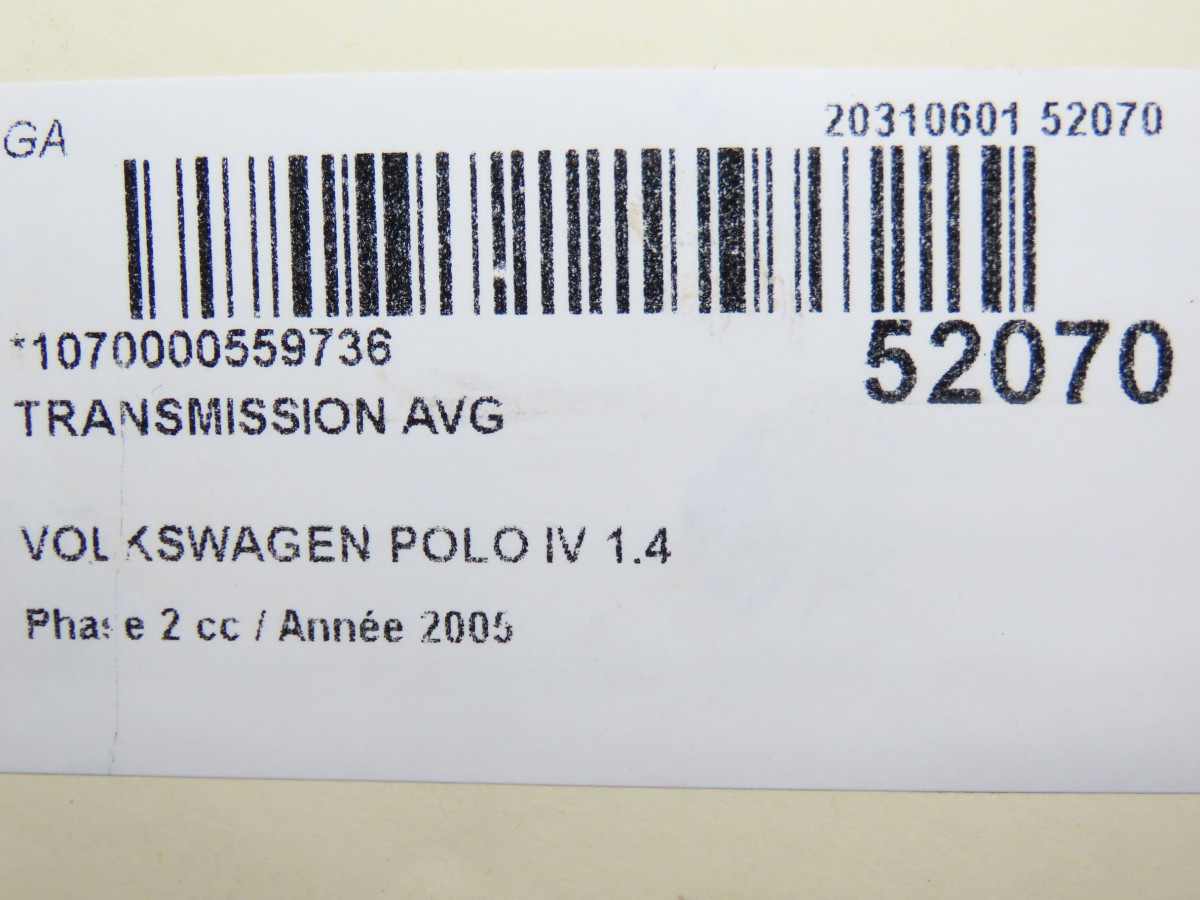 GA
20310601 52070
*1070000559736
52070
TRANSMISSION AVG
VOLKSWAGEN POLO IV 1.4
Phase 2 cc / Année 2005